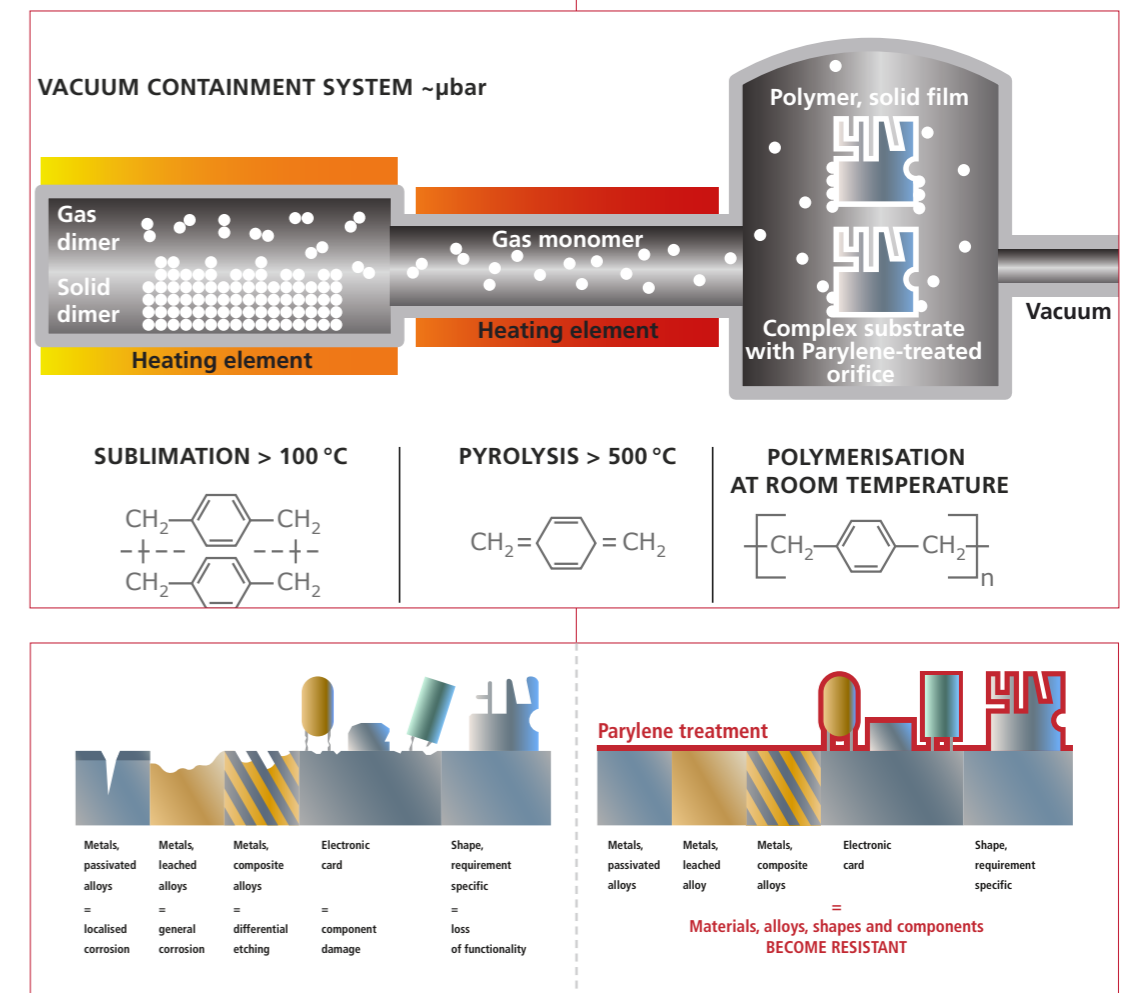 VACUUM CONTAINMENT SYSTEM ~µbar
Gas
dimer
Solid
dimer
Heating element
Gas monomer
Heating element
Polymer, solid film
Complex substrate
with Parylene-treated
orifice
Vacuum
SUBLIMATION > 100 °C
CH2 CH2
CH2 CH2
PYROLYSIS > 500 °C
CH2= =CH2
POLYMERISATION
AT ROOM TEMPERATURE
CH2 CH2
n
Metals,
passivated
alloys
=
localised
corrosion
Metals,
leached
alloys
=
general
corrosion
Metals,
composite
alloys
=
differential
etching
Electronic
card
=
component
damage
Shape,
requirement
specific
=
loss
of functionality
Parylene treatment
Metals,
passivated
alloys
Metals,
leached
alloy
Metals,
composite
alloys
Electronic
card
Shape,
requirement
specific
=
Materials, alloys, shapes and components
BECOME RESISTANT